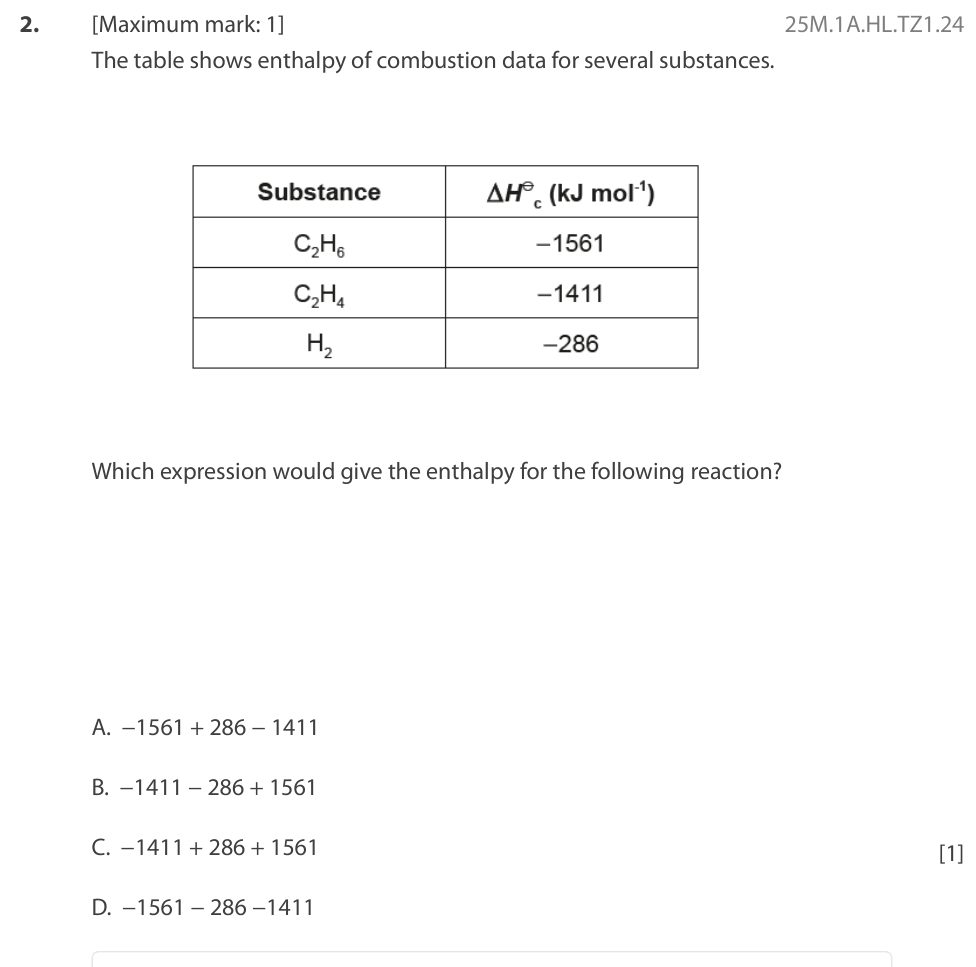 2. [Maximum mark: 1] 25M.1A.HL.TZ1.24
The table shows enthalpy of combustion data for several substances.
Substance ΔH⦵c (kJ mol⁻¹)
C₂H₆ –1561
C₂H₄ –1411
H₂ –286
Which expression would give the enthalpy for the following reaction?
A. −1561 + 286 − 1411
B. −1411 − 286 + 1561
C. −1411 + 286 + 1561
[1]
D. −1561 − 286 −1411